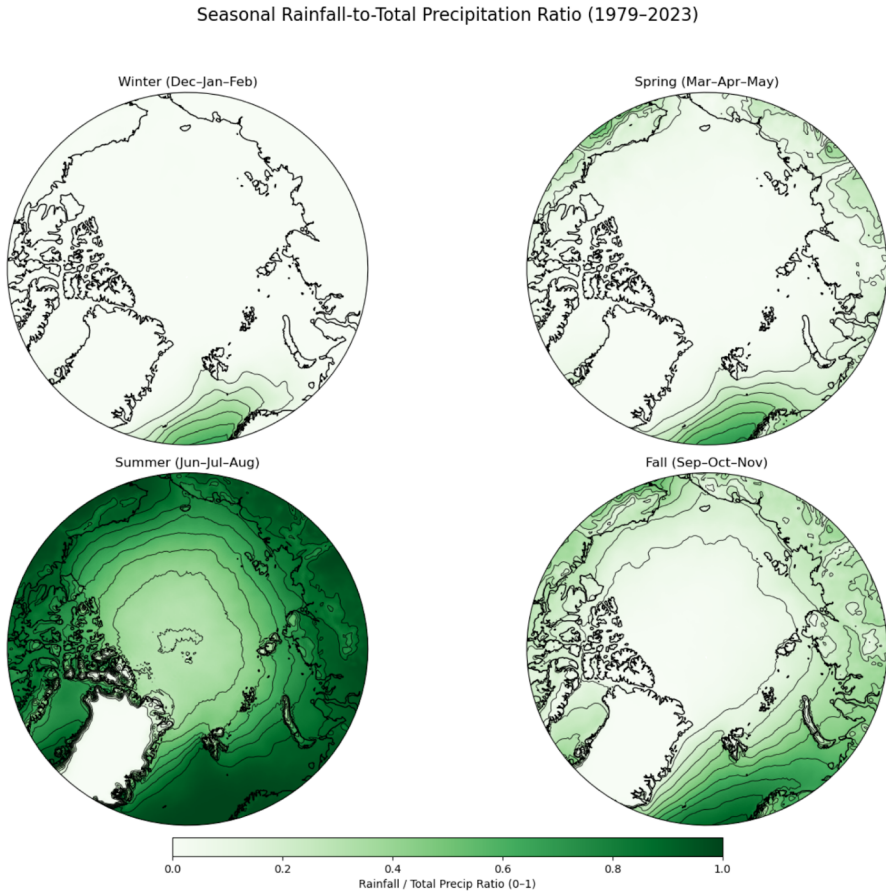 Seasonal Rainfall-to-Total Precipitation Ratio (1979–2023)
Winter (Dec–Jan–Feb)
Spring (Mar–Apr–May)
Summer (Jun–Jul–Aug)
Fall (Sep–Oct–Nov)
0.0 0.2 0.4 0.6 0.8 1.0
Rainfall / Total Precip Ratio (0–1)